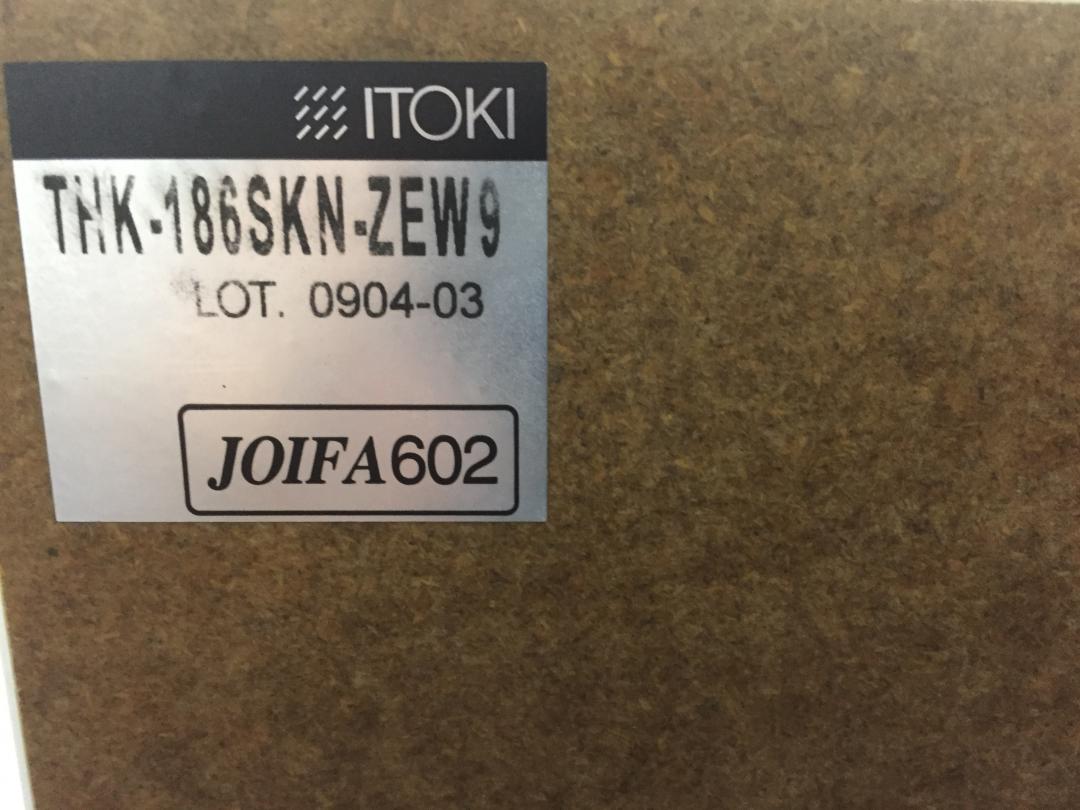 ITOKI
THK-186SKN-ZEW9
LOT. 0904-03
JOIFA602